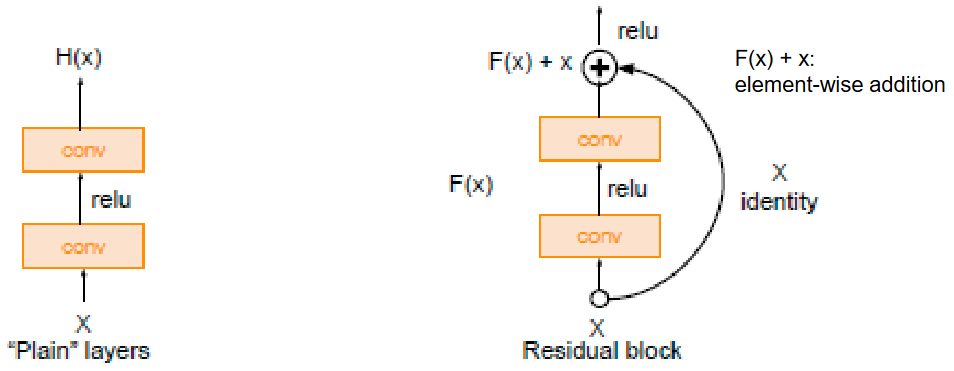 H(x)
conv
relu
conv
X
"Plain" layers
relu
F(x) + x
F(x) + x:
element-wise addition
conv
F(x)
relu
X
identity
conv
X
Residual block